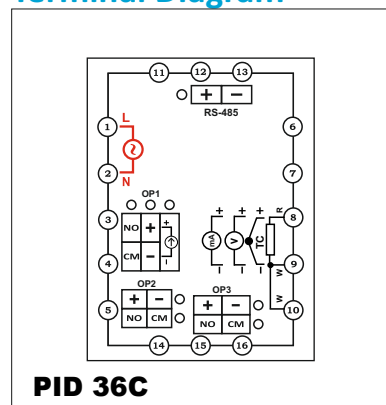 Terminal Diagram
11 12 13
+ −
RS-485
1 L 6
2 N 7
OP1
3 NO + + 8 R
4 CM − − 9 W
mA V TC
+ + +
− − −
OP2 OP3
5 + − + − 10 W
NO CM NO CM
14 15 16
PID 36C